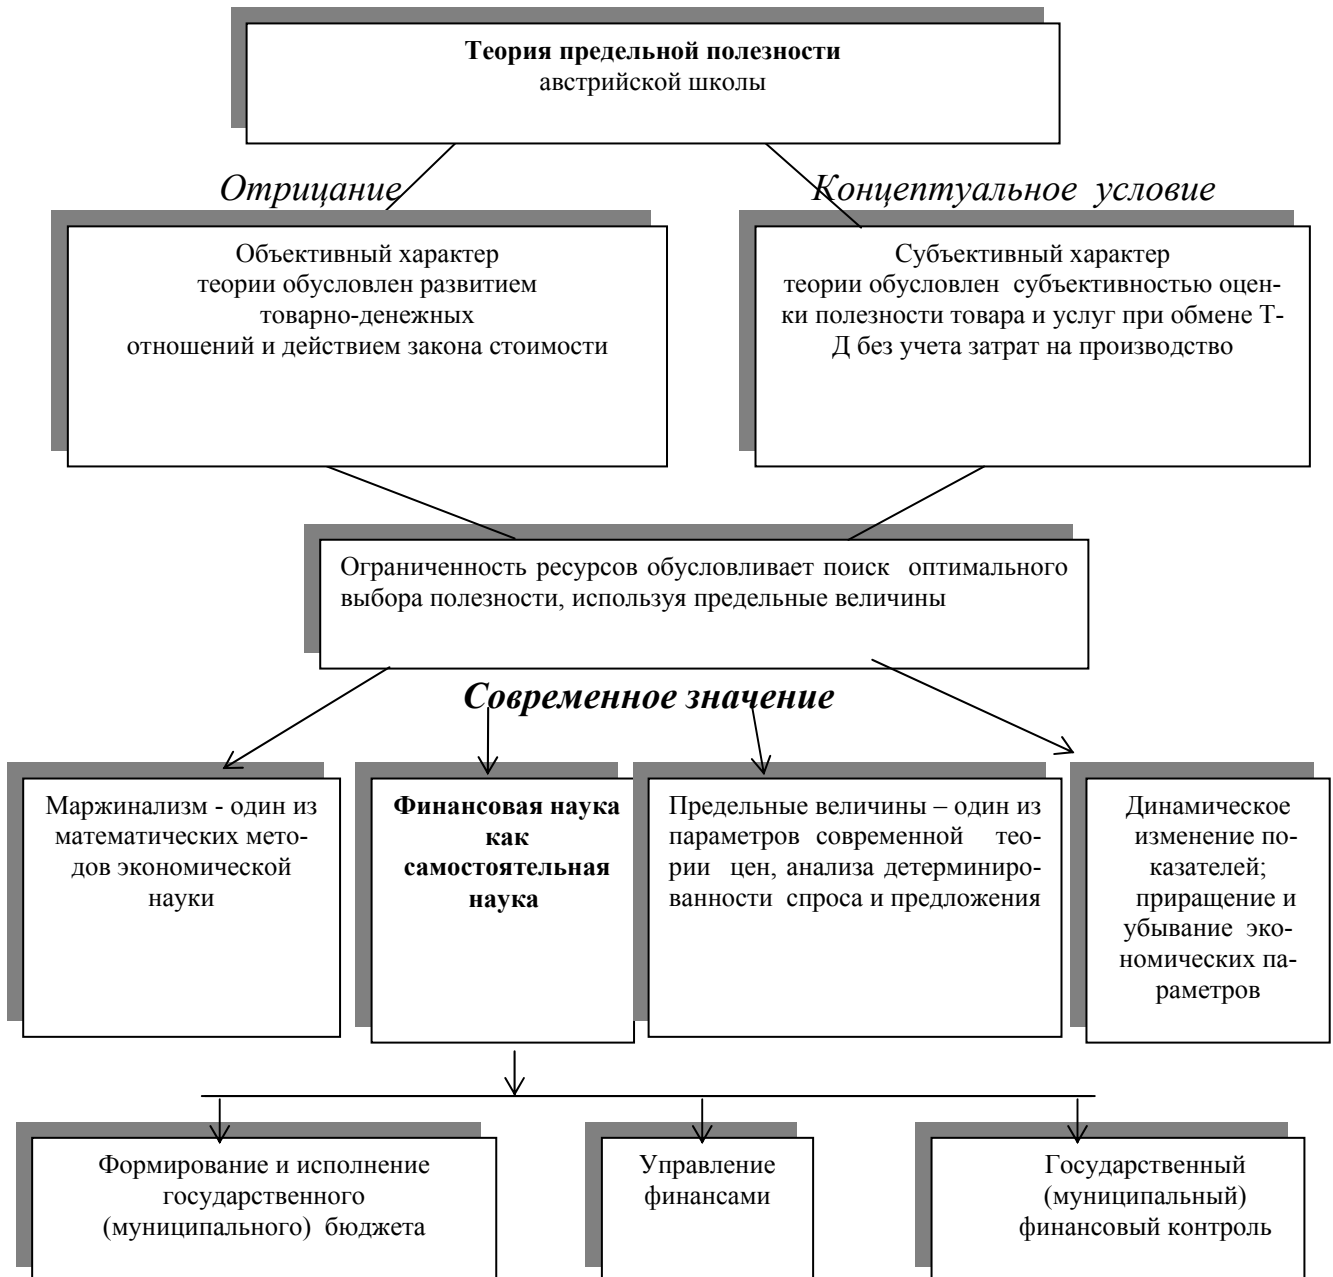 Теория предельной полезности
австрийской школы
Отрицание
Концептуальное условие
Объективный характер
теории обусловлен развитием
товарно-денежных
отношений и действием закона стоимости
Субъективный характер
теории обусловлен субъективностью оцен-
ки полезности товара и услуг при обмене Т-
Д без учета затрат на производство
Ограниченность ресурсов обусловливает поиск оптимального
выбора полезности, используя предельные величины
Современное значение
Маржинализм - один из
математических мето-
дов экономической
науки
Финансовая наука
как
самостоятельная
наука
Предельные величины – один из
параметров современной тео-
рии цен, анализа детерминиро-
ванности спроса и предложения
Динамическое
изменение по-
казателей;
приращение и
убывание эко-
номических па-
раметров
Формирование и исполнение
государственного
(муниципального) бюджета
Управление
финансами
Государственный
(муниципальный)
финансовый контроль